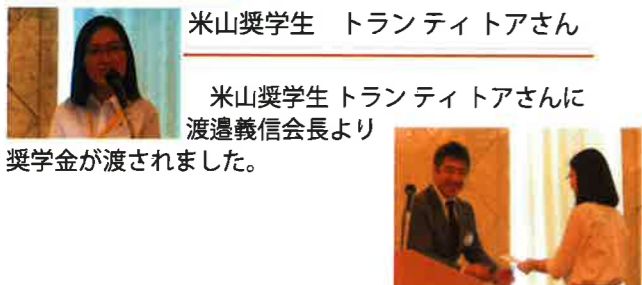 米山奨学生　トラン ティ トアさん
米山奨学生 トラン ティ トアさんに
渡邉義信会長より
奨学金が渡されました。